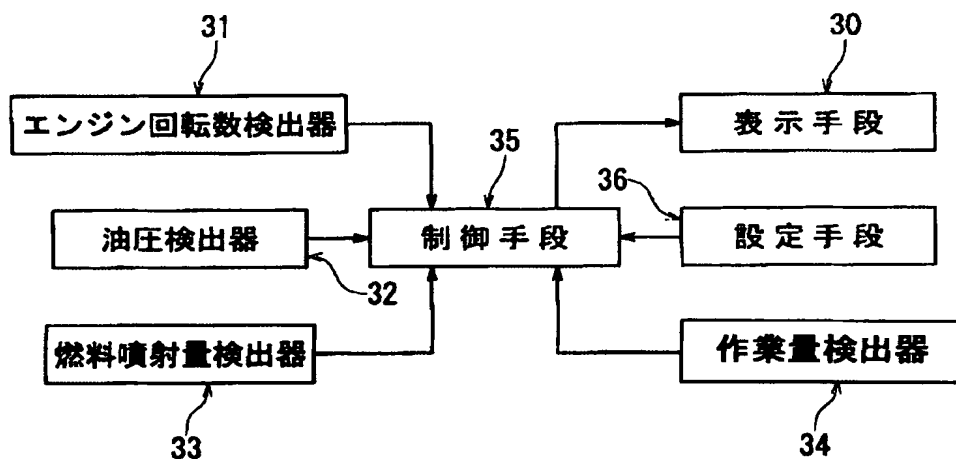 31
30
エンジン回転数検出器
表示手段
35
36
油圧検出器
制御手段
設定手段
32
燃料噴射量検出器
作業量検出器
33
34